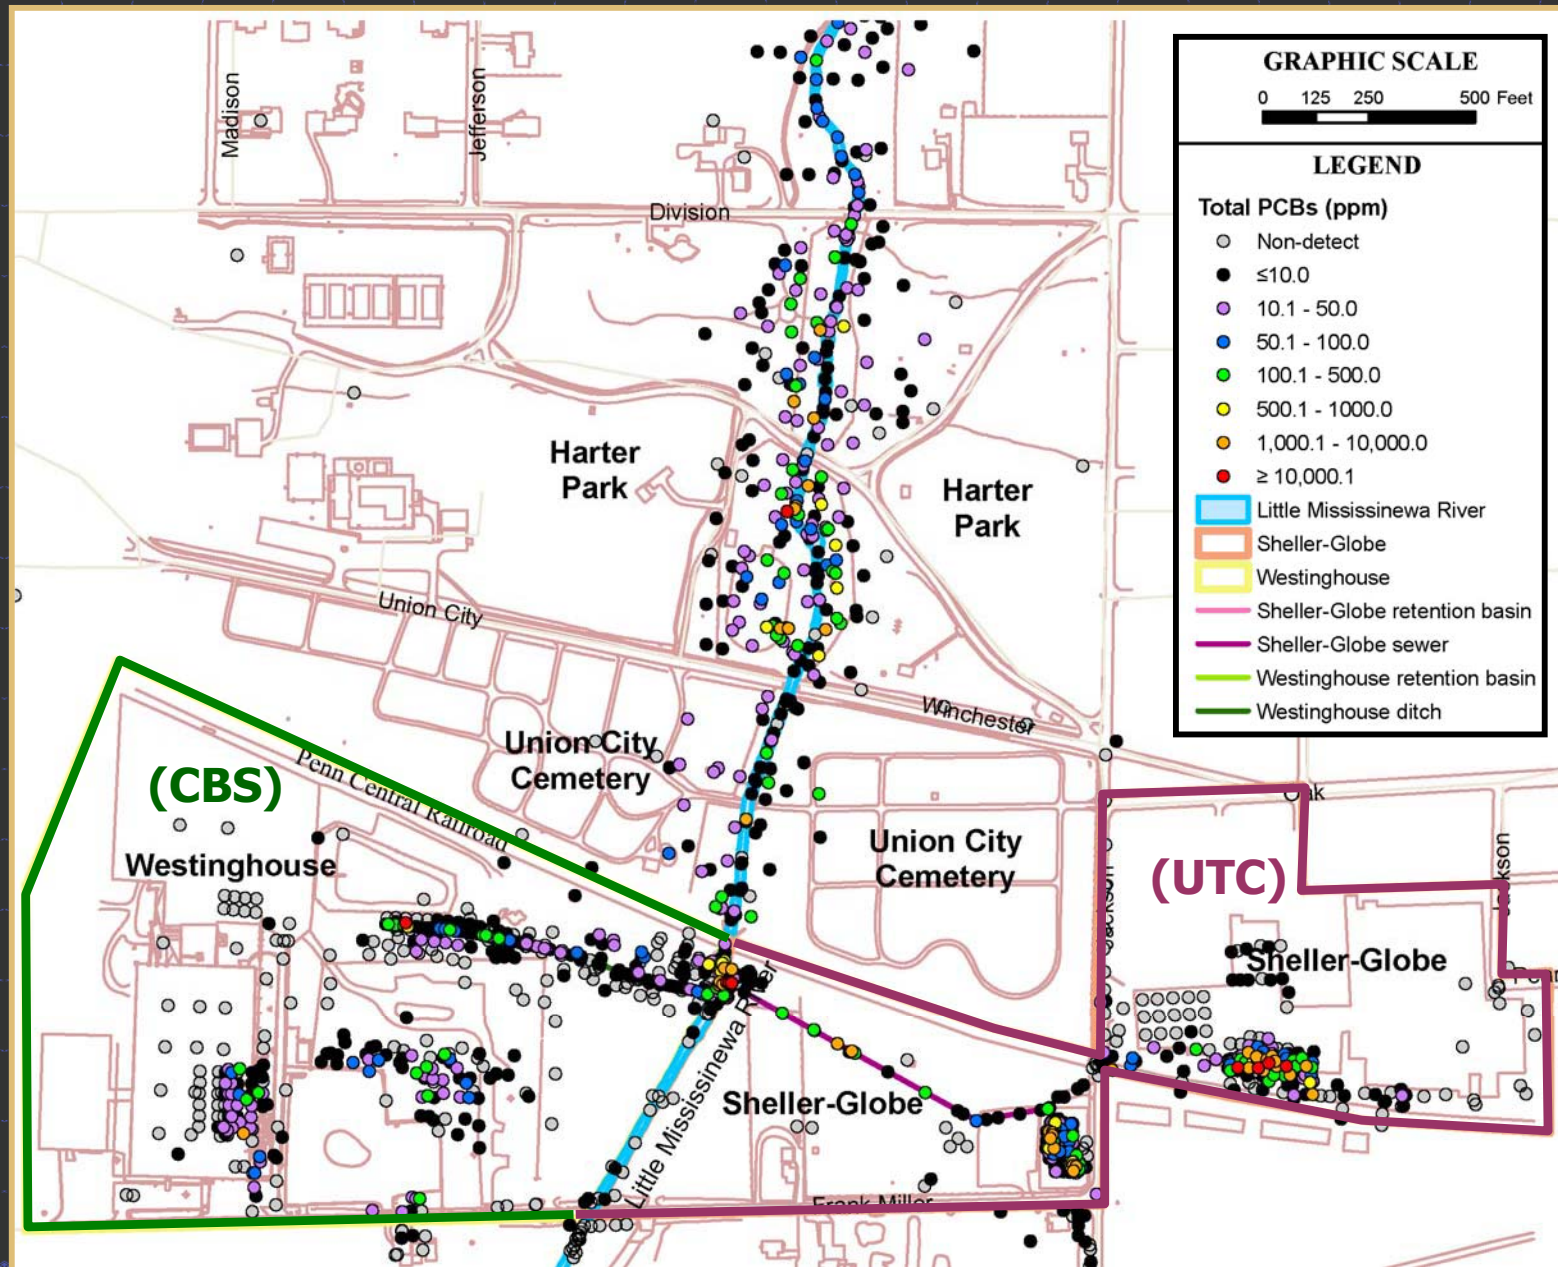 GRAPHIC SCALE
0 125 250 500 Feet
LEGEND
Total PCBs (ppm)
Non-detect
≤10.0
10.1 - 50.0
50.1 - 100.0
100.1 - 500.0
500.1 - 1000.0
1,000.1 - 10,000.0
≥ 10,000.1
Little Mississinewa River
Sheller-Globe
Westinghouse
Sheller-Globe retention basin
Sheller-Globe sewer
Westinghouse retention basin
Westinghouse ditch
Madison
Jefferson
Division
Harter
Park
Harter
Park
Union City
Winchester
Union City
Cemetery
Penn Central Railroad
(CBS)
Westinghouse
Union City
Cemetery
Oak
(UTC)
Jackson
Jackson
Sheller-Globe
Little Mississinewa River
Sheller-Globe
Frank Miller